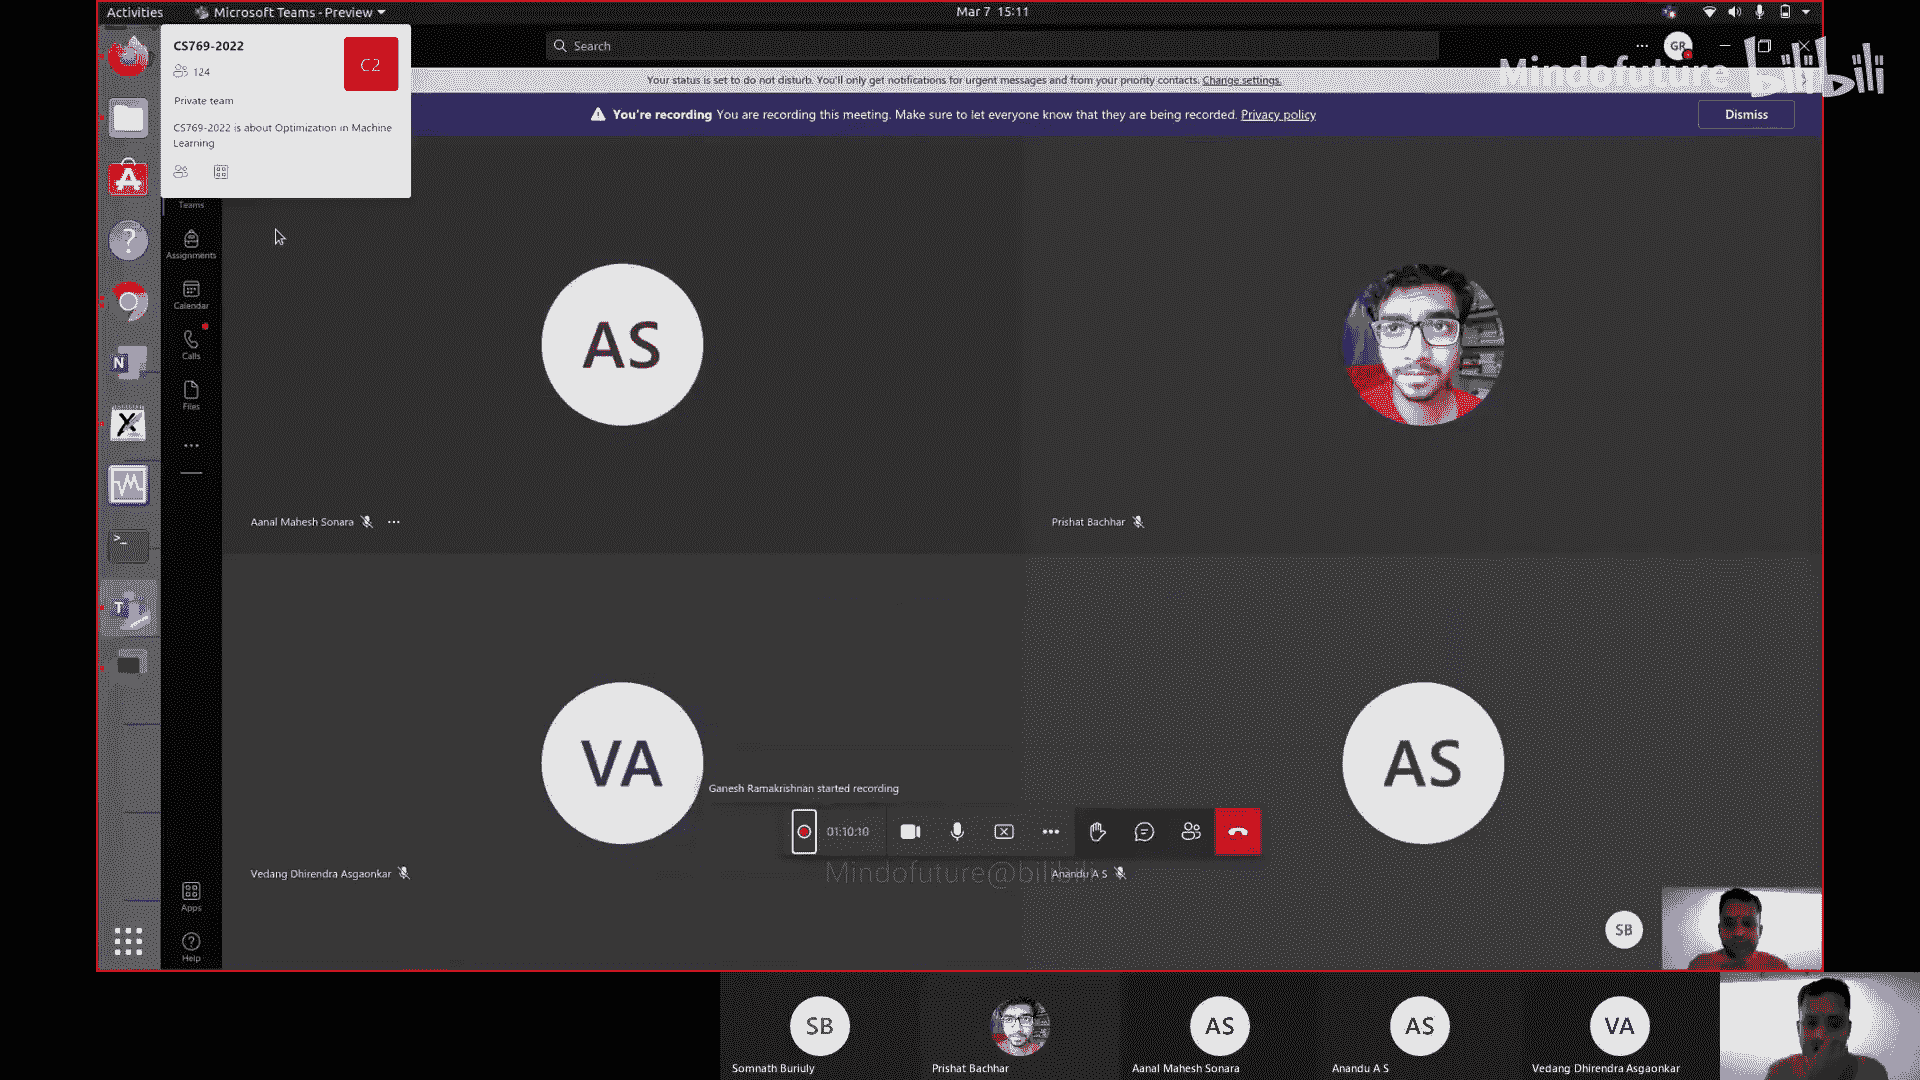 Activities
Microsoft Teams - Preview
Mar 7 15:11
CS769-2022
124
C2
Private team
CS769-2022 is about Optimization in Machine
Learning
Search
GR
Mindofuture bilibili
Your status is set to do not disturb. You'll only get notifications for urgent messages and from your priority contacts. Change settings.
You're recording You are recording this meeting. Make sure to let everyone know that they are being recorded. Privacy policy
Dismiss
Teams
Assignments
Calendar
Calls
Files
Apps
Help
AS
Aanal Mahesh Sonara
Prishat Bachhar
VA
AS
Ganesh Ramakrishnan started recording
01:10:10
Mindofuture@bilibili
Vedang Dhirendra Asgaonkar
Anandu A S
SB
SB
AS
AS
VA
Somnath Buriuly
Prishat Bachhar
Aanal Mahesh Sonara
Anandu A S
Vedang Dhirendra Asgaonkar